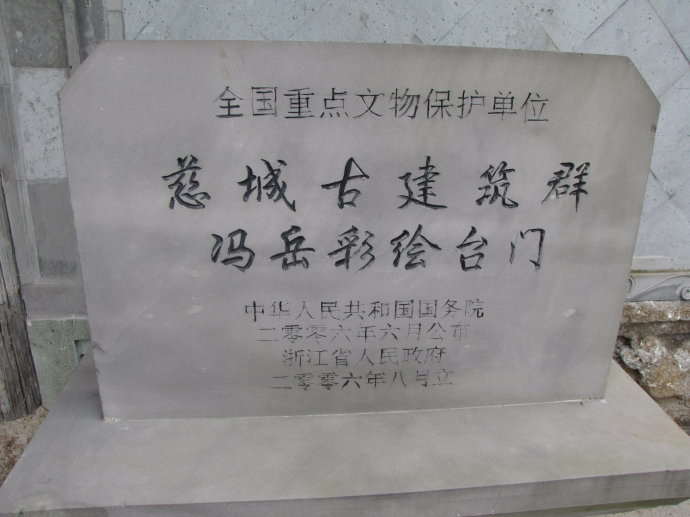 全国重点文物保护单位
慈城古建筑群
冯岳彩绘台门
中华人民共和国国务院
二零零六年六月公布
浙江省人民政府
二零零六年八月立